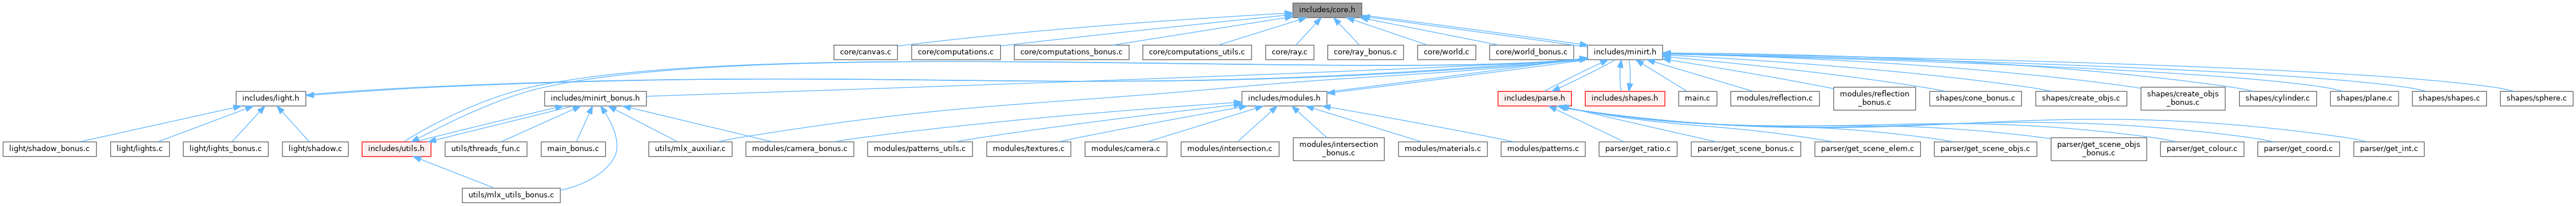 includes/core.h
core/canvas.c
core/computations.c
core/computations_bonus.c
core/computations_utils.c
core/ray.c
core/ray_bonus.c
core/world.c
core/world_bonus.c
includes/minirt.h
includes/light.h
includes/minirt_bonus.h
includes/modules.h
includes/parse.h
includes/shapes.h
main.c
modules/reflection.c
modules/reflection
_bonus.c
shapes/cone_bonus.c
shapes/create_objs.c
shapes/create_objs
_bonus.c
shapes/cylinder.c
shapes/plane.c
shapes/shapes.c
shapes/sphere.c
light/shadow_bonus.c
light/lights.c
light/lights_bonus.c
light/shadow.c
includes/utils.h
utils/threads_fun.c
main_bonus.c
utils/mlx_auxiliar.c
modules/camera_bonus.c
modules/patterns_utils.c
modules/textures.c
modules/camera.c
modules/intersection.c
modules/intersection
_bonus.c
modules/materials.c
modules/patterns.c
parser/get_ratio.c
parser/get_scene_bonus.c
parser/get_scene_elem.c
parser/get_scene_objs.c
parser/get_scene_objs
_bonus.c
parser/get_colour.c
parser/get_coord.c
parser/get_int.c
utils/mlx_utils_bonus.c